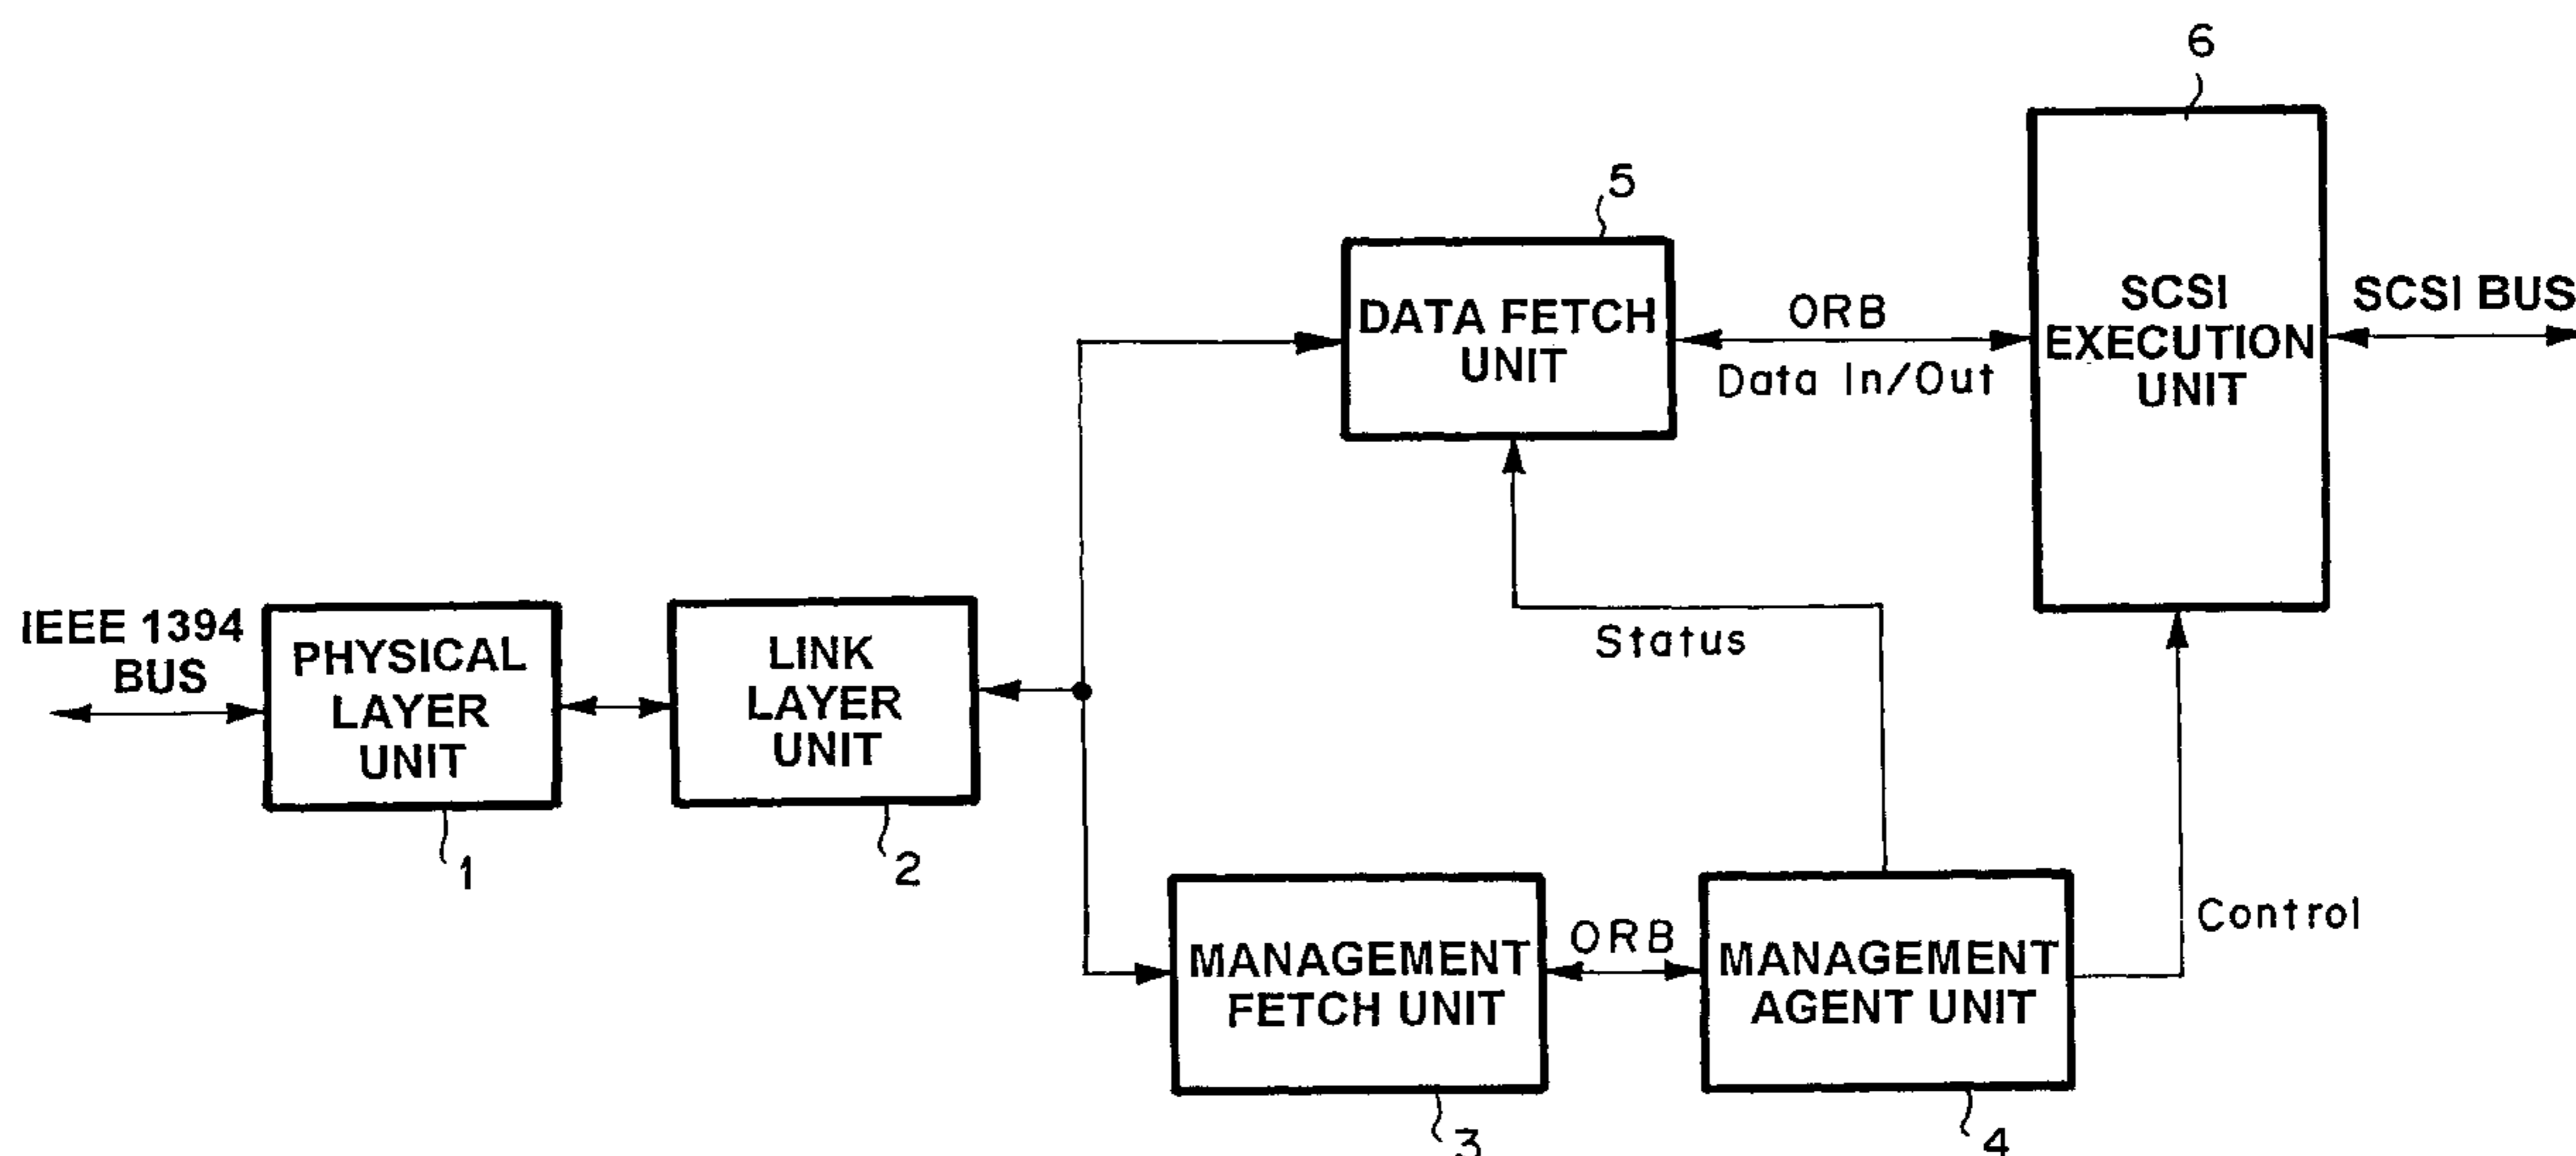 6
5
DATA FETCH
UNIT
ORB
Data In/Out
SCSI
EXECUTION
UNIT
SCSI BUS
IEEE 1394
BUS
PHYSICAL
LAYER
UNIT
1
LINK
LAYER
UNIT
2
Status
MANAGEMENT
FETCH UNIT
3
ORB
MANAGEMENT
AGENT UNIT
4
Control